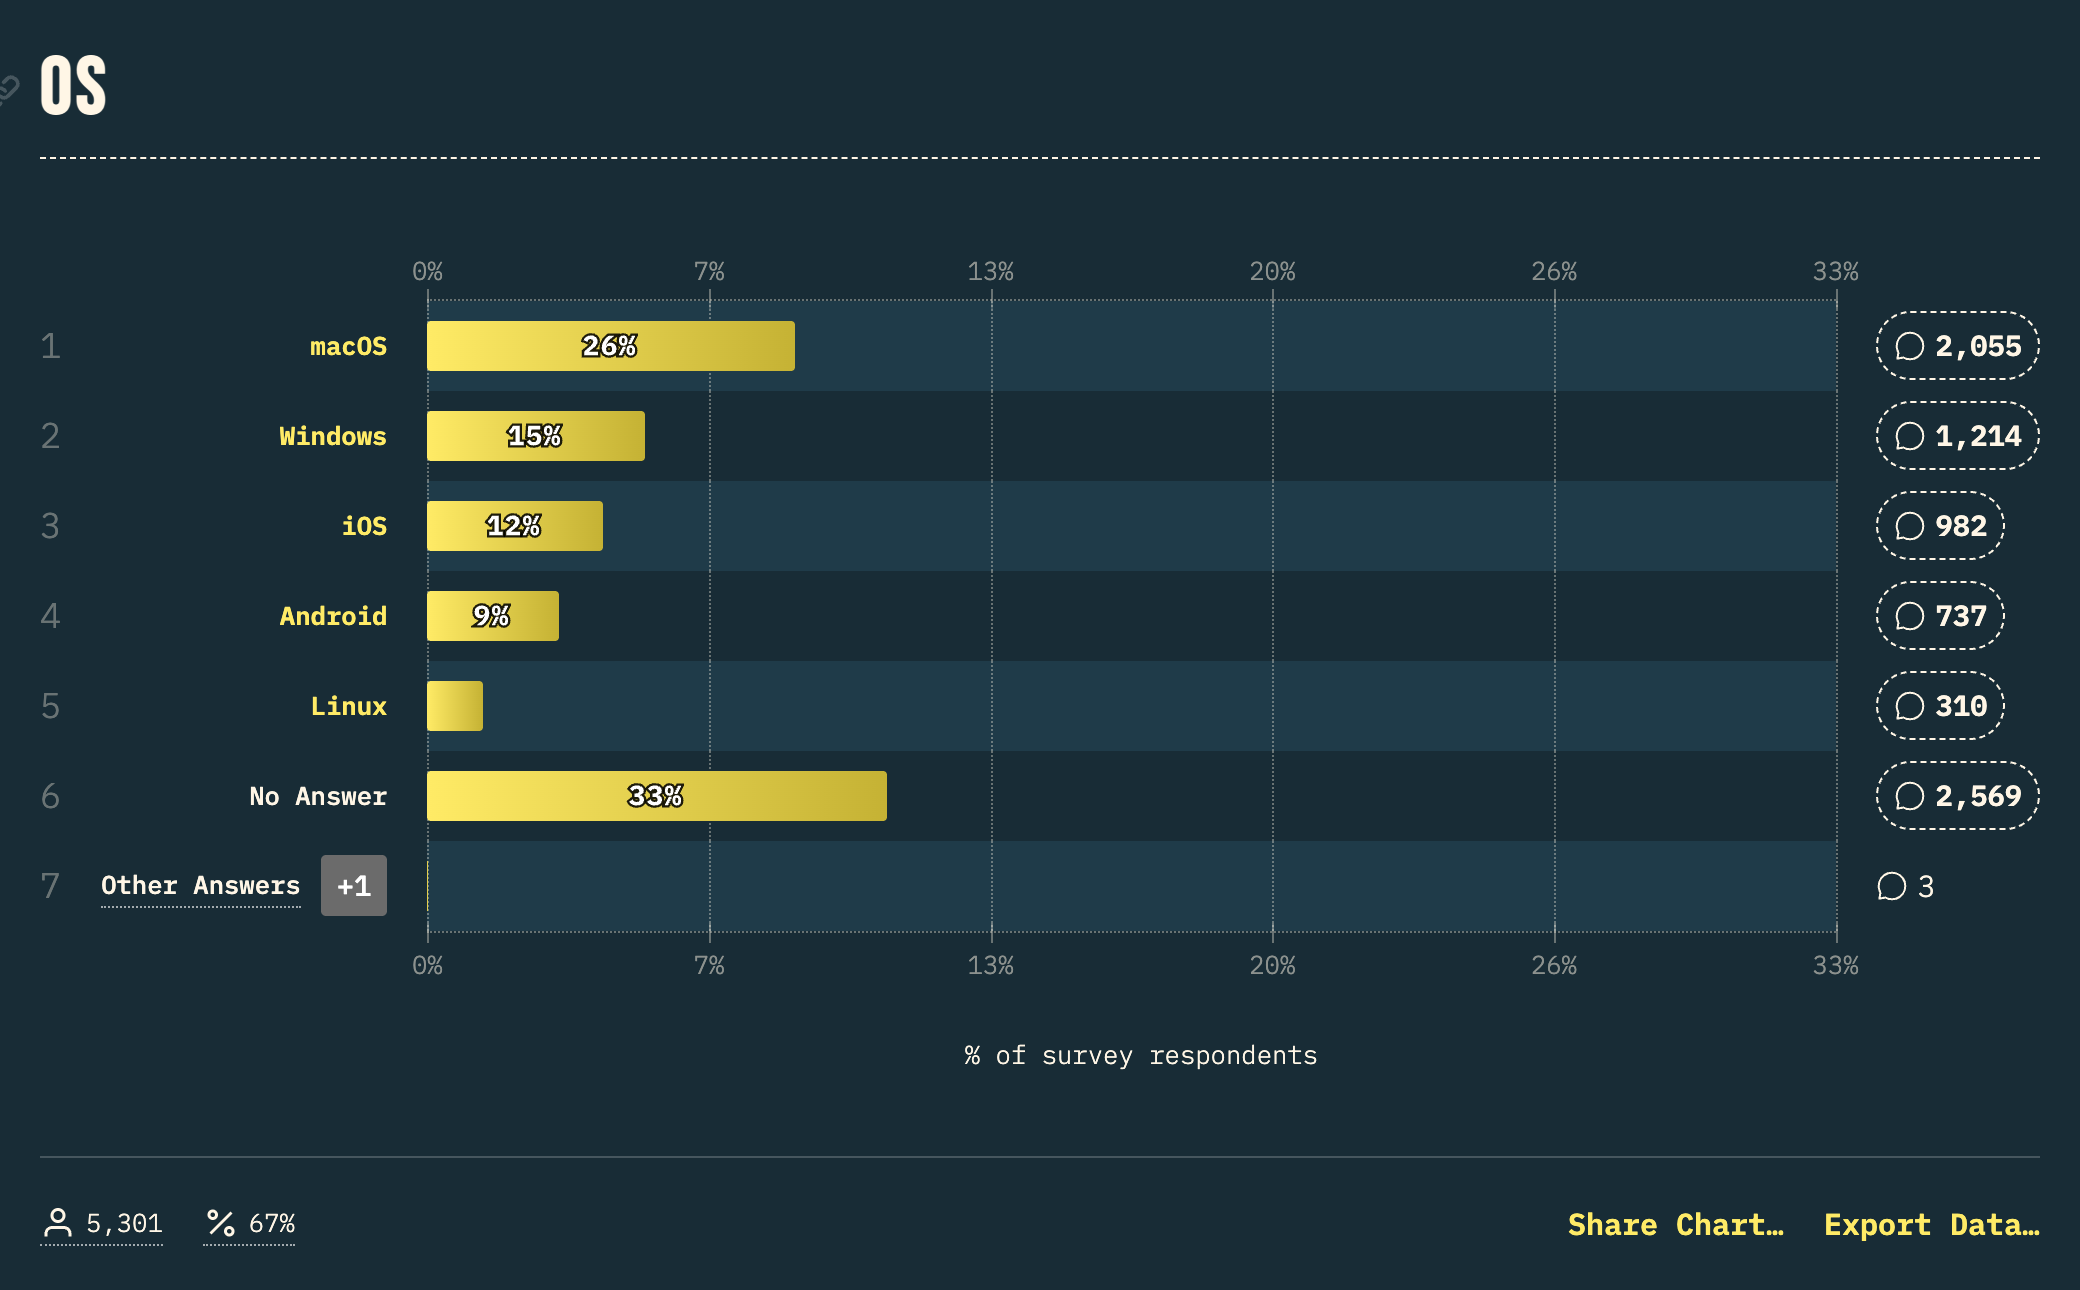 OS
0% 7% 13% 20% 26% 33%
1 macOS 26% 2,055
2 Windows 15% 1,214
3 iOS 12% 982
4 Android 9% 737
5 Linux 310
6 No Answer 33% 2,569
7 Other Answers +1 3
0% 7% 13% 20% 26% 33%
% of survey respondents
5,301 67% Share Chart… Export Data…